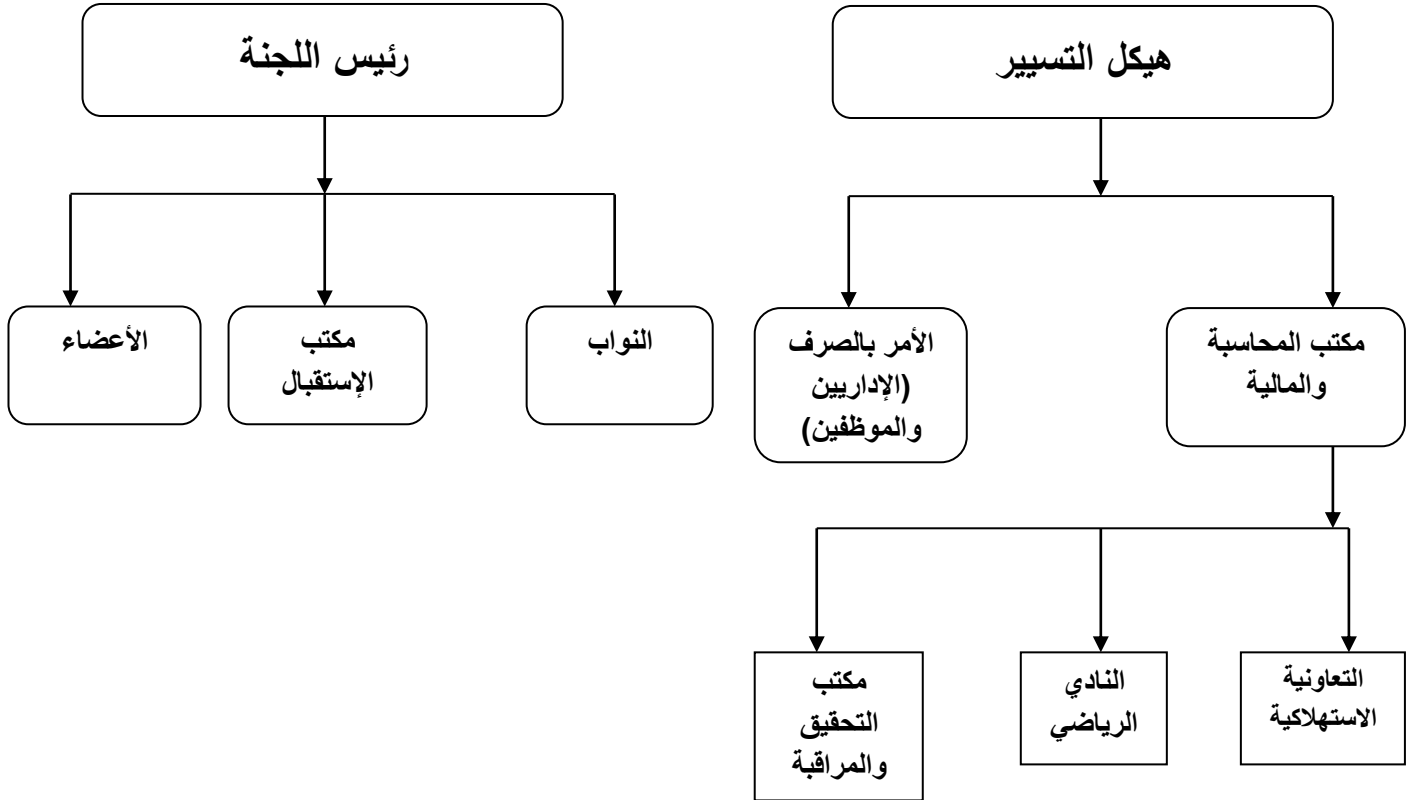 هيكل التسيير
رئيس اللجنة
مكتب المحاسبة
والمالية
الأمر بالصرف
(الإداريين
والموظفين)
النواب
مكتب
الإستقبال
الأعضاء
التعاونية
الاستهلاكية
النادي
الرياضي
مكتب
التحقيق
والمراقبة